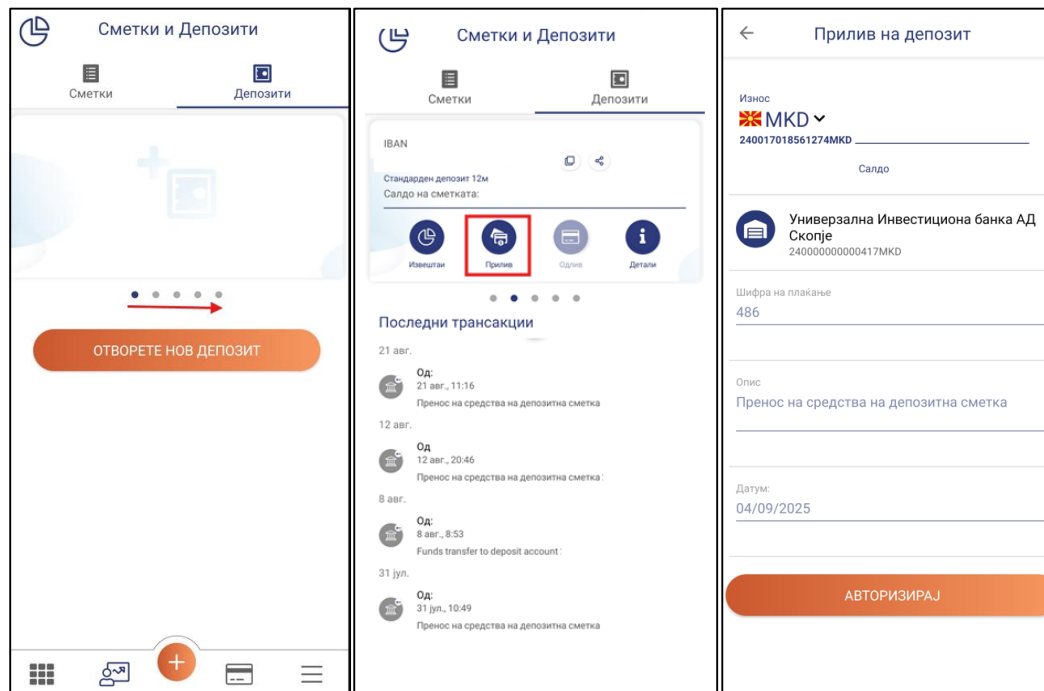 Сметки и Депозити
Сметки
Депозити
ОТВОРЕТЕ НОВ ДЕПОЗИТ
Сметки и Депозити
Сметки
Депозити
IBAN
Стандарден депозит 12м
Салдо на сметката:
Извештаи
Прилив
Одлив
Детали
Последни трансакции
21 авг.
Од:
21 авг., 11:16
Пренос на средства на депозитна сметка
12 авг.
Од
12 авг., 20:46
Пренос на средства на депозитна сметка
8 авг.
Од:
8 авг., 8:53
Funds transfer to deposit account
31 јул.
Од:
31 јул., 10:49
Пренос на средства на депозитна сметка
Прилив на депозит
Износ
MKD
240017018561274MKD
Салдо
Универзална Инвестициона банка АД
Скопје
240000000000417MKD
Шифра на плаќање
486
Опис
Пренос на средства на депозитна сметка
Датум:
04/09/2025
АВТОРИЗИРАЈ